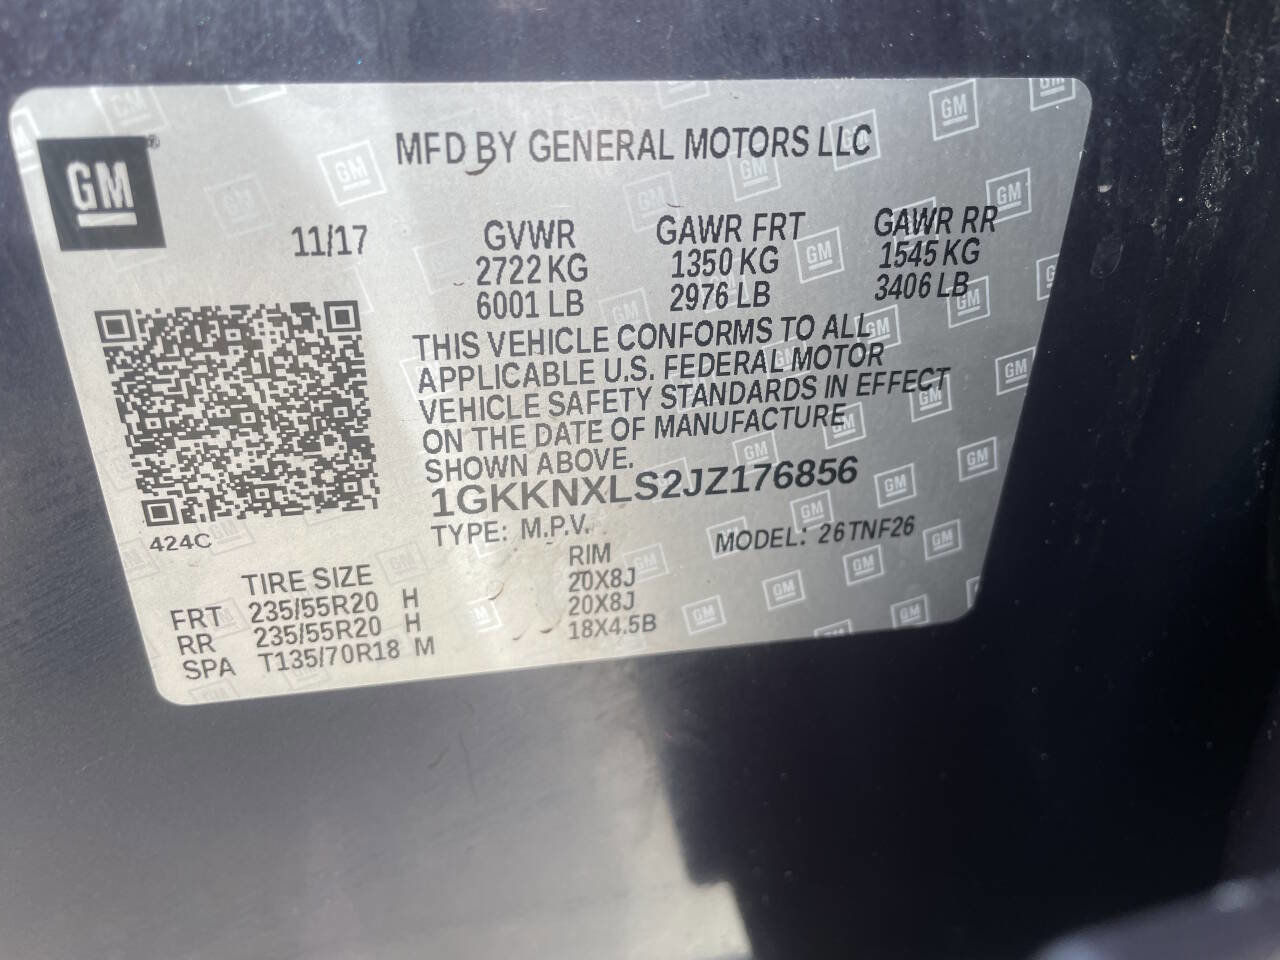 GM
MFD BY GENERAL MOTORS LLC
11/17
GVWR GAWR FRT GAWR RR
2722 KG 1350 KG 1545 KG
6001 LB 2976 LB 3406 LB
THIS VEHICLE CONFORMS TO ALL
APPLICABLE U.S. FEDERAL MOTOR
VEHICLE SAFETY STANDARDS IN EFFECT
ON THE DATE OF MANUFACTURE
SHOWN ABOVE.
1GKKNXLS2JZ176856
424C
TYPE: M.P.V. MODEL: 26TNF26
TIRE SIZE RIM
FRT 235/55R20 H 20X8J
RR 235/55R20 H 20X8J
SPA T135/70R18 M 18X4.5B